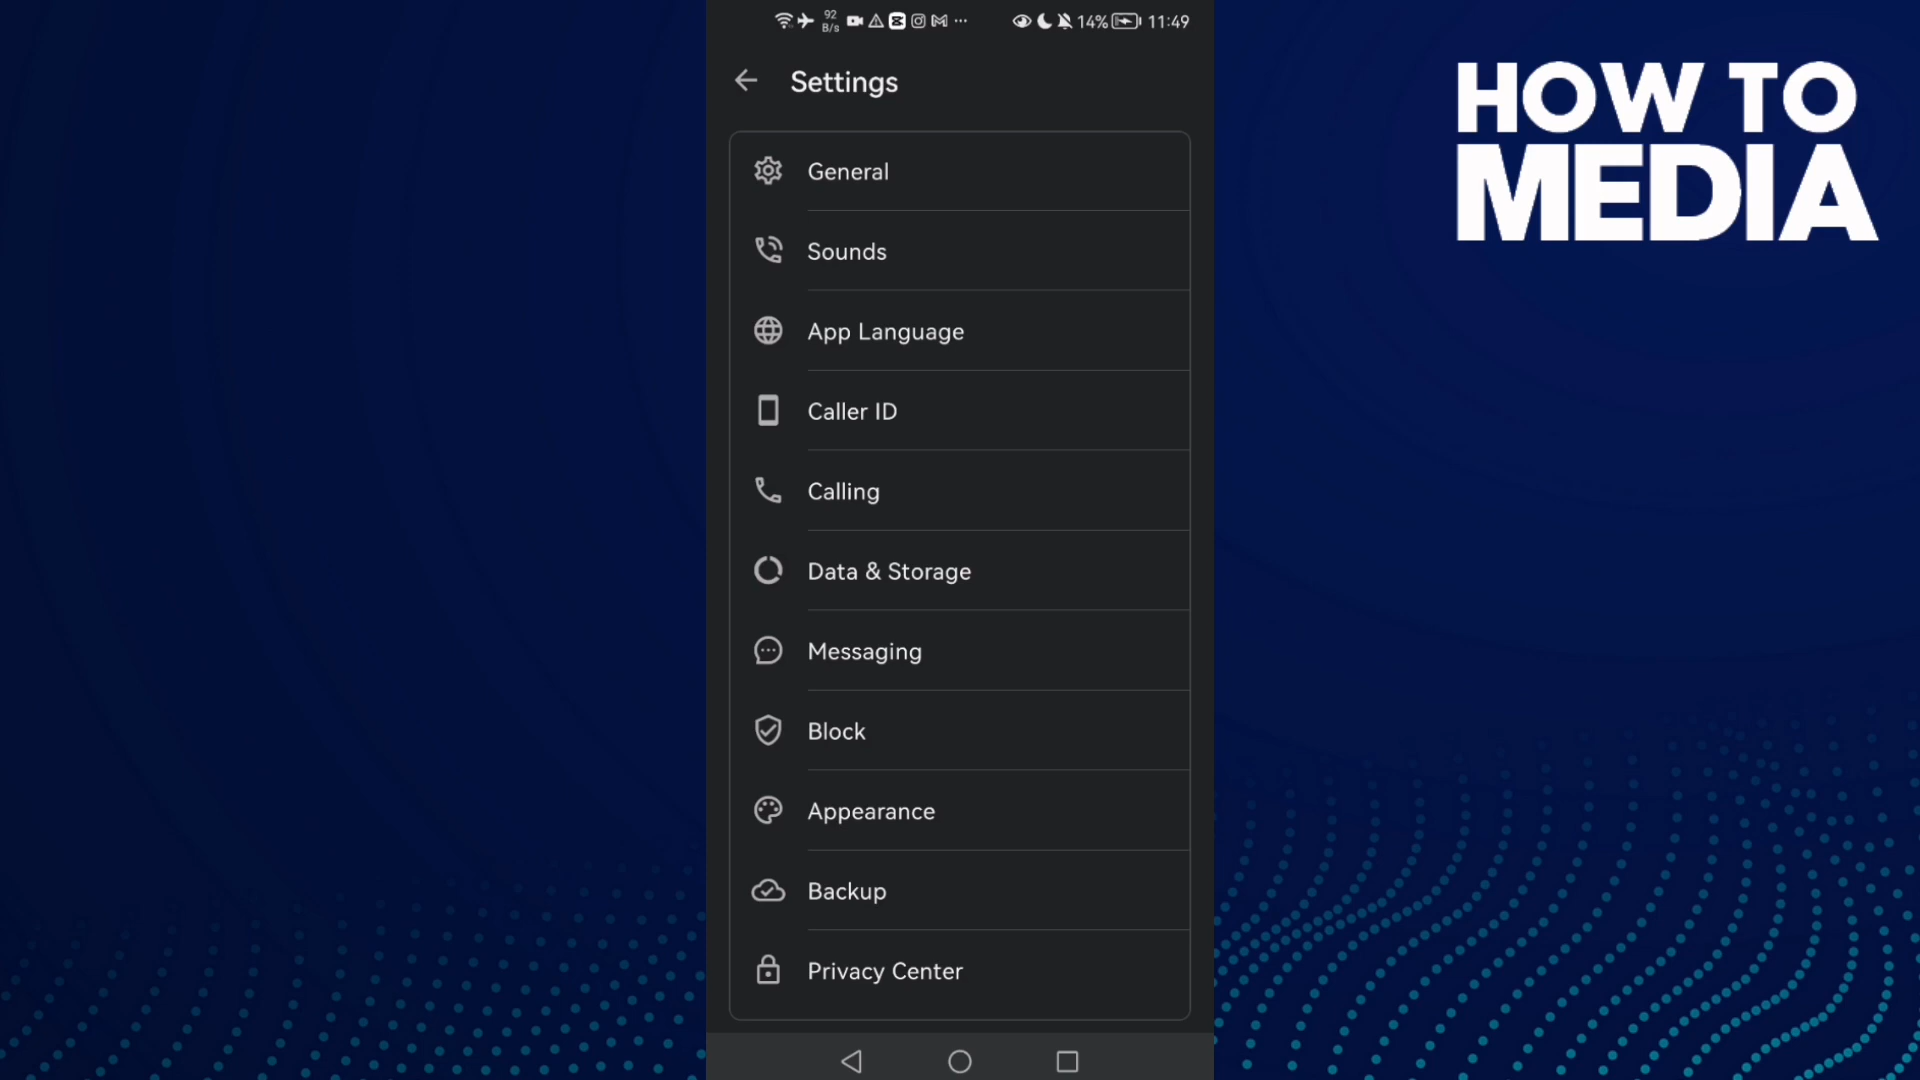 92
B/s
14%
11:49
Settings
HOW TO
MEDIA
General
Sounds
App Language
Caller ID
Calling
Data & Storage
Messaging
Block
Appearance
Backup
Privacy Center